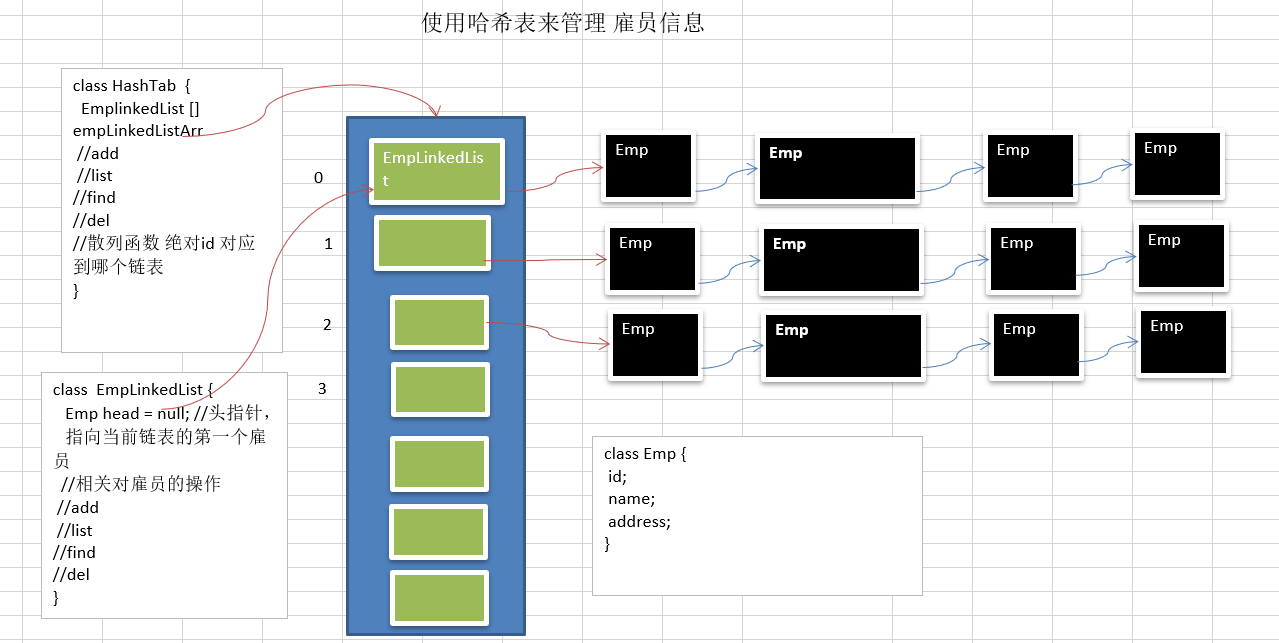 使用哈希表来管理 雇员信息
class HashTab  {
EmplinkedList []
empLinkedListArr
//add
//list
//find
//del
//散列函数 绝对id 对应
到哪个链表
}
class  EmpLinkedList {
Emp head = null; //头指针，
指向当前链表的第一个雇
员
//相关对雇员的操作
//add
//list
//find
//del
}
0
1
2
3
EmpLinkedLis
t
Emp
Emp
Emp
Emp
Emp
Emp
Emp
Emp
Emp
Emp
Emp
Emp
class Emp {
id;
name;
address;
}